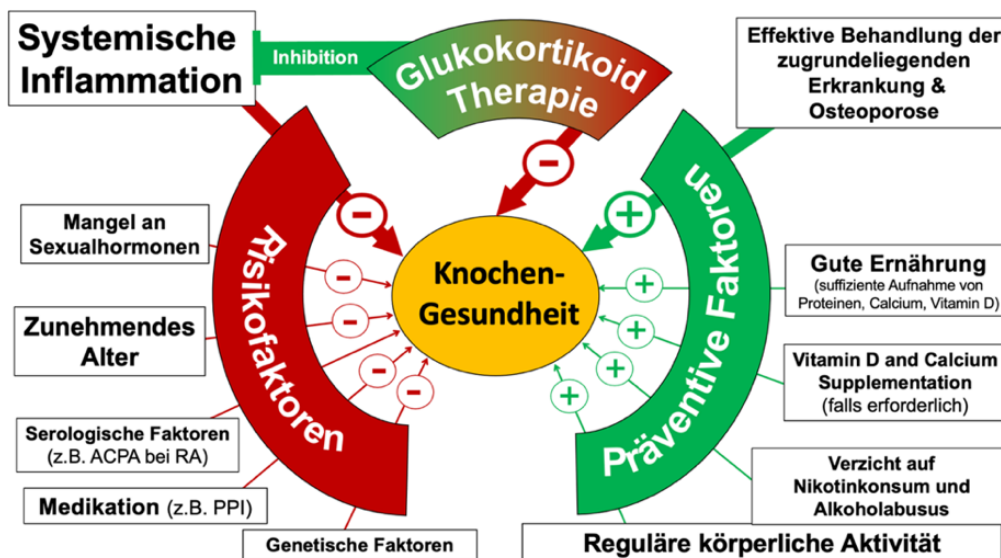 Systemische
Inflammation
Inhibition
Glukokortikoid
Therapie
Effektive Behandlung der
zugrundeliegenden
Erkrankung &
Osteoporose
Risikofaktoren
Mangel an
Sexualhormonen
Zunehmendes
Alter
Serologische Faktoren
(z.B. ACPA bei RA)
Medikation (z.B. PPI)
Genetische Faktoren
Knochen-
Gesundheit
Präventive Faktoren
Gute Ernährung
(suffiziente Aufnahme von
Proteinen, Calcium, Vitamin D)
Vitamin D and Calcium
Supplementation
(falls erforderlich)
Verzicht auf
Nikotinkonsum und
Alkoholabusus
Reguläre körperliche Aktivität